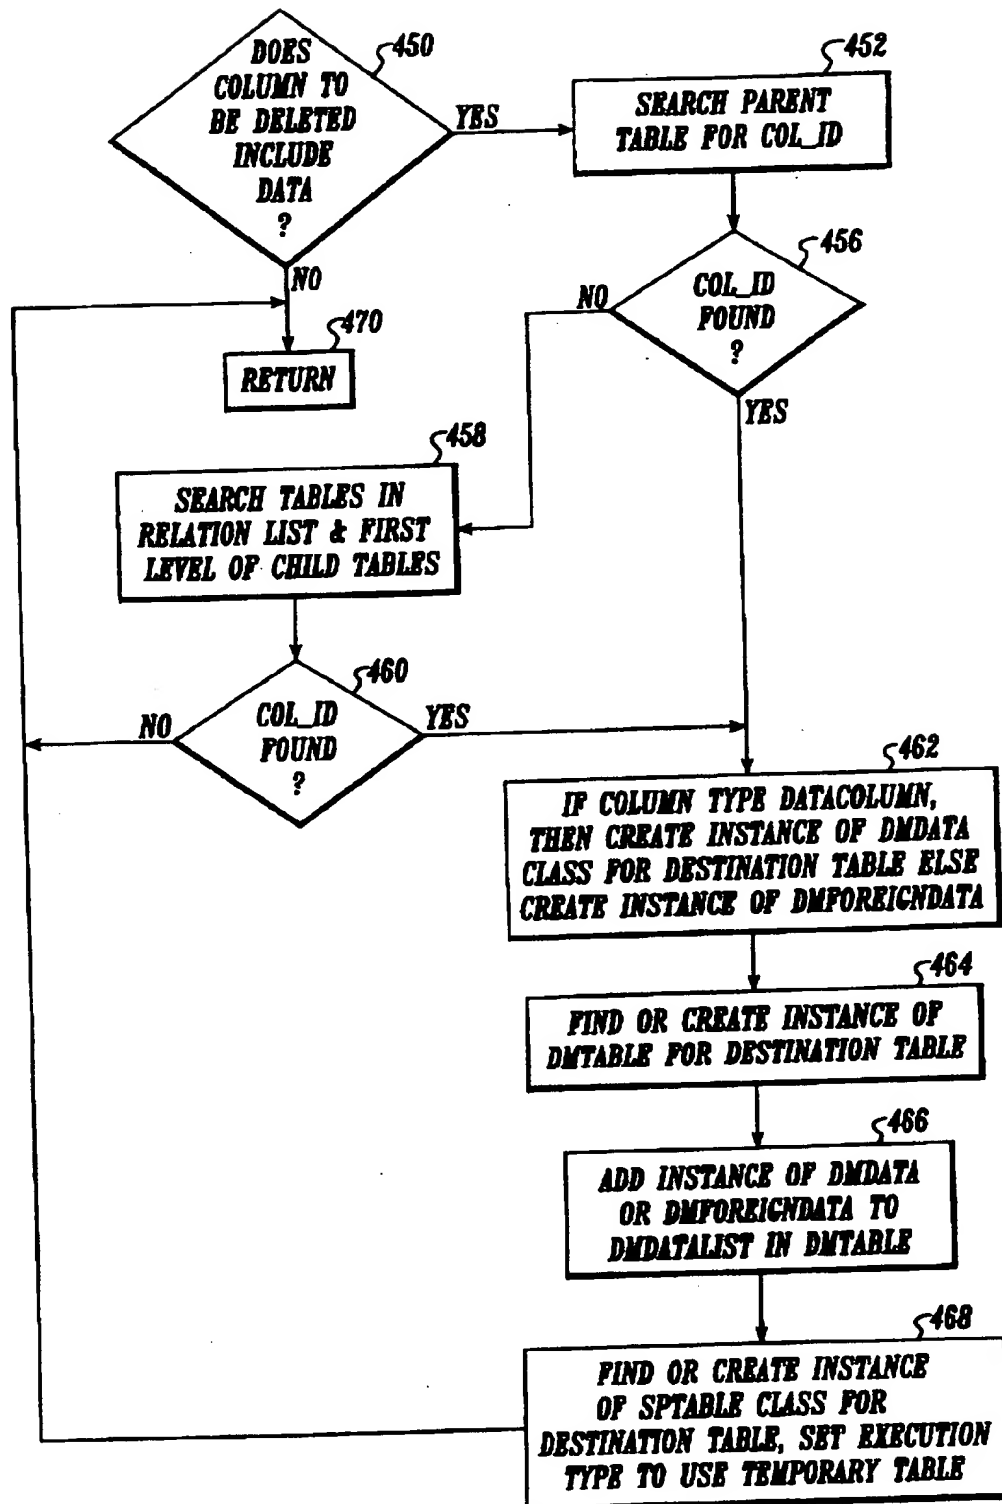 450
DOES
COLUMN TO
BE DELETED
INCLUDE
DATA
?
YES
NO
452
SEARCH PARENT
TABLE FOR COL_ID
456
COL_ID
FOUND
?
NO
YES
470
RETURN
458
SEARCH TABLES IN
RELATION LIST & FIRST
LEVEL OF CHILD TABLES
460
COL_ID
FOUND
?
NO
YES
462
IF COLUMN TYPE DATACOLUMN,
THEN CREATE INSTANCE OF DMDATA
CLASS FOR DESTINATION TABLE ELSE
CREATE INSTANCE OF DMFOREIGNDATA
464
FIND OR CREATE INSTANCE OF
DMTABLE FOR DESTINATION TABLE
466
ADD INSTANCE OF DMDATA
OR DMFOREIGNDATA TO
DMDATALIST IN DMTABLE
468
FIND OR CREATE INSTANCE
OF SPTABLE CLASS FOR
DESTINATION TABLE, SET EXECUTION
TYPE TO USE TEMPORARY TABLE